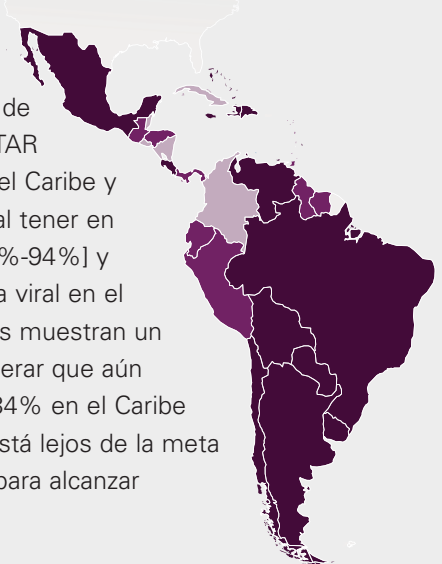 de
TAR
el Caribe y
al tener en
%-94%] y
a viral en el
s muestran un
erar que aún
34% en el Caribe
stá lejos de la meta
para alcanzar